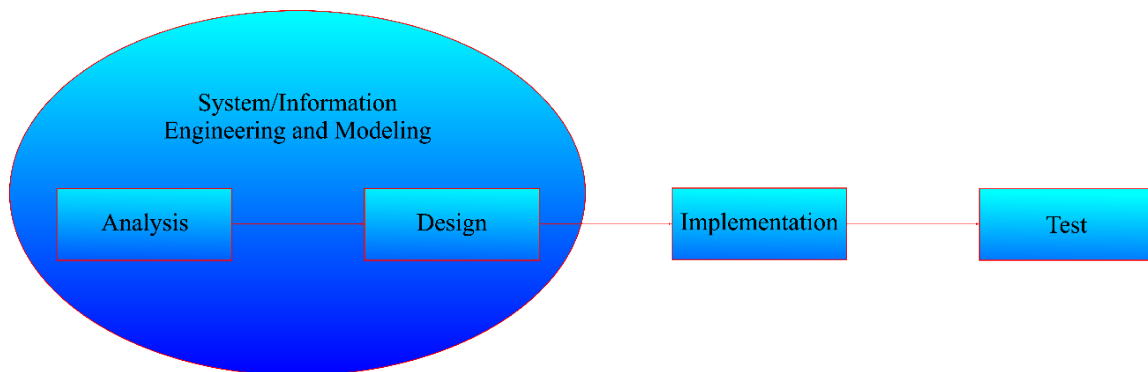 System/Information
Engineering and Modeling
Analysis
Design
Implementation
Test